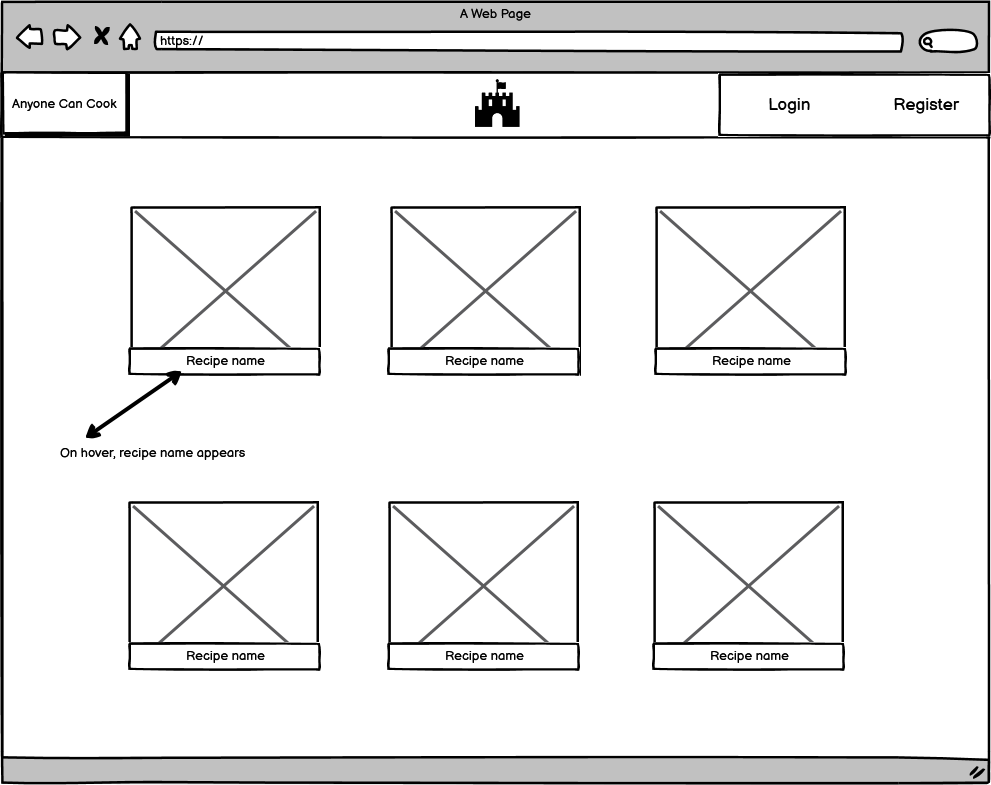 A Web Page
https://
Anyone Can Cook
Login
Register
Recipe name
Recipe name
Recipe name
On hover, recipe name appears
Recipe name
Recipe name
Recipe name